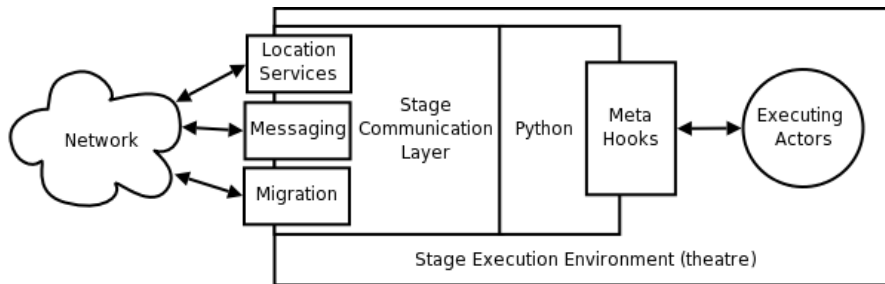 Network
Location
Services
Messaging
Migration
Stage
Communication
Layer
Python
Meta
Hooks
Executing
Actors
Stage Execution Environment (theatre)